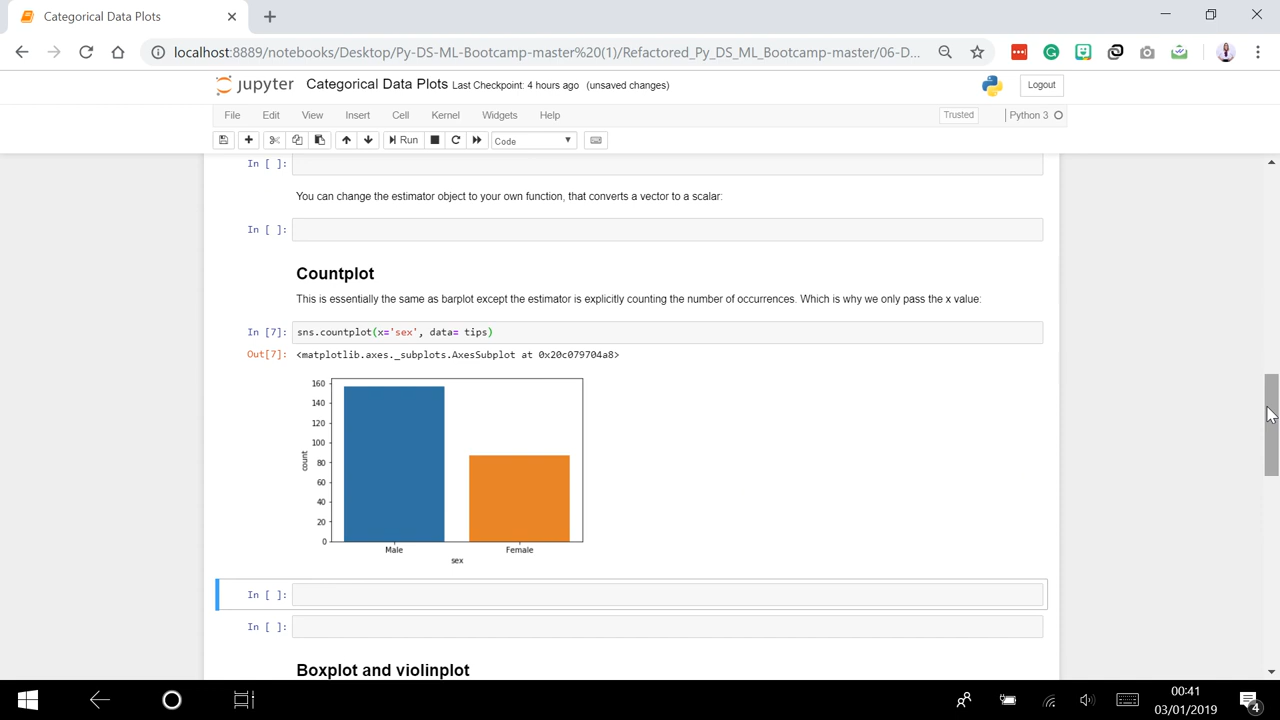 Categorical Data Plots
localhost:8889/notebooks/Desktop/Py-DS-ML-Bootcamp-master%20(1)/Refactored_Py_DS_ML_Bootcamp-master/06-D...
jupyter Categorical Data Plots Last Checkpoint: 4 hours ago (unsaved changes) Logout
File Edit View Insert Cell Kernel Widgets Help Trusted Python 3
Run Code
In [ ]:
You can change the estimator object to your own function, that converts a vector to a scalar:
In [ ]:
Countplot
This is essentially the same as barplot except the estimator is explicitly counting the number of occurrences. Which is why we only pass the x value:
In [7]: sns.countplot(x='sex', data= tips)
Out[7]: <matplotlib.axes._subplots.AxesSubplot at 0x20c079704a8>
160
140
120
100
80
60
40
20
0
count
Male Female
sex
In [ ]:
In [ ]:
Boxplot and violinplot
00:41
03/01/2019
4